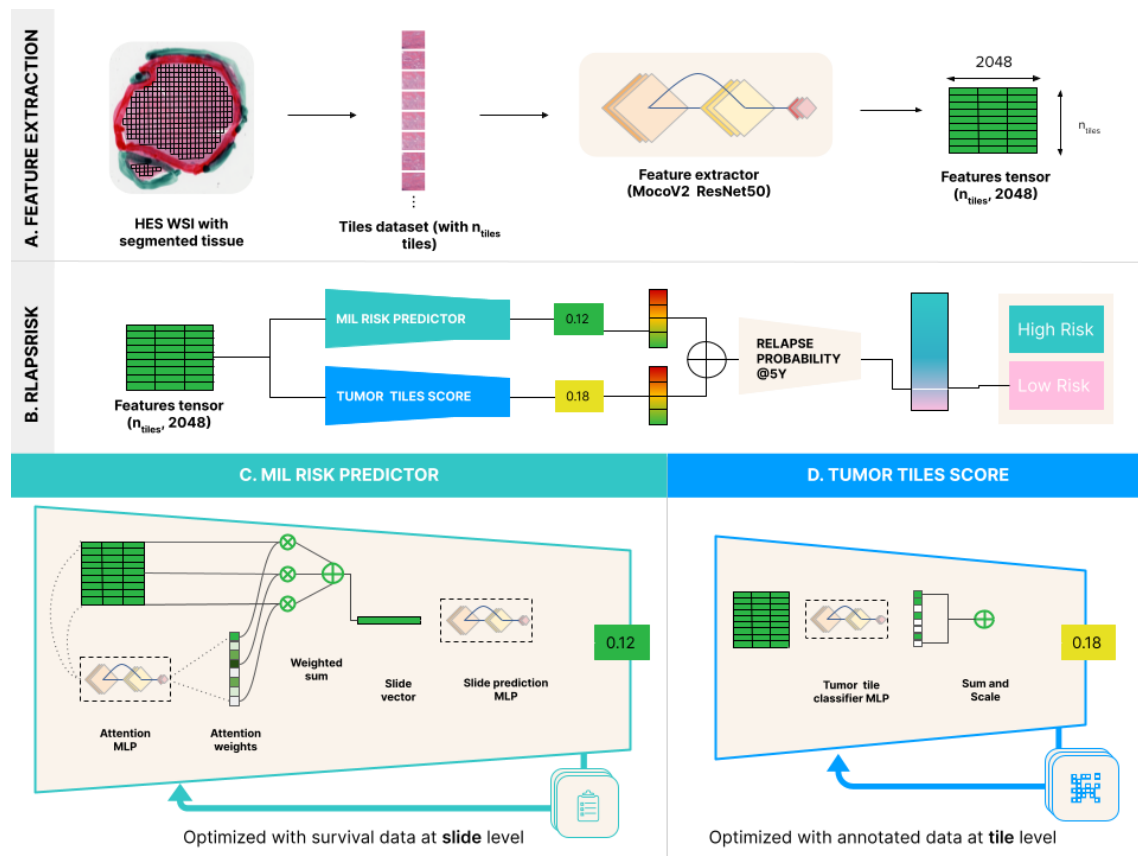 A. FEATURE EXTRACTION
HES WSI with
segmented tissue
Tiles dataset (with n_tiles
tiles)
Feature extractor
(MocoV2 ResNet50)
2048
n_tiles
Features tensor
(n_tiles, 2048)
B. RLAPSRISK
Features tensor
(n_tiles, 2048)
MIL RISK PREDICTOR
0.12
TUMOR TILES SCORE
0.18
RELAPSE
PROBABILITY
@5Y
High Risk
Low Risk
C. MIL RISK PREDICTOR
Attention
MLP
Attention
weights
Weighted
sum
Slide
vector
Slide prediction
MLP
0.12
Optimized with survival data at slide level
D. TUMOR TILES SCORE
Tumor tile
classifier MLP
Sum and
Scale
0.18
Optimized with annotated data at tile level